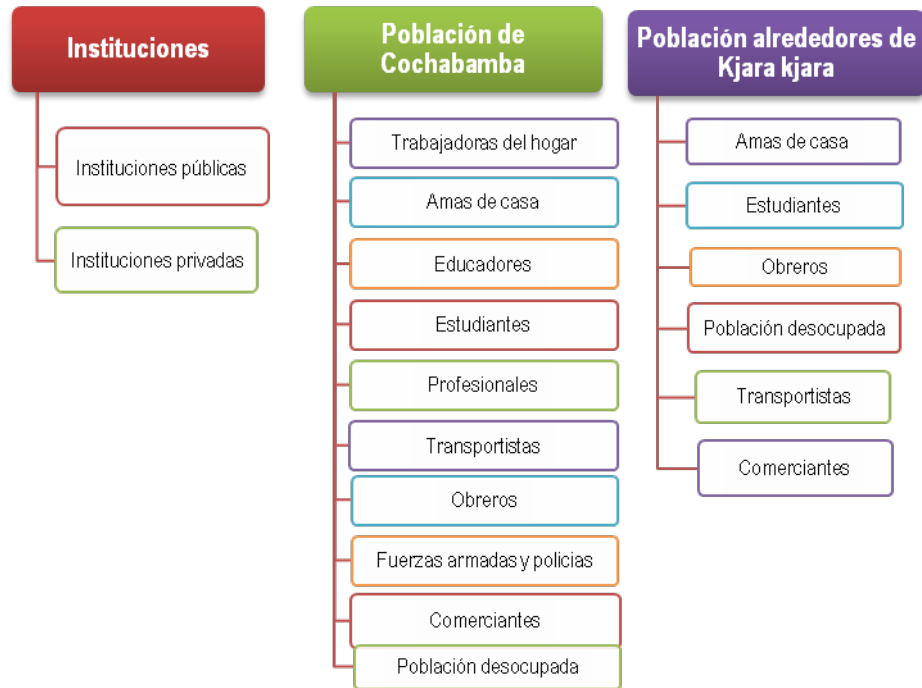 Instituciones
Instituciones públicas
Instituciones privadas
Población de
Cochabamba
Trabajadoras del hogar
Amas de casa
Educadores
Estudiantes
Profesionales
Transportistas
Obreros
Fuerzas armadas y policias
Comerciantes
Población desocupada
Población alrededores de
Kjara kjara
Amas de casa
Estudiantes
Obreros
Población desocupada
Transportistas
Comerciantes